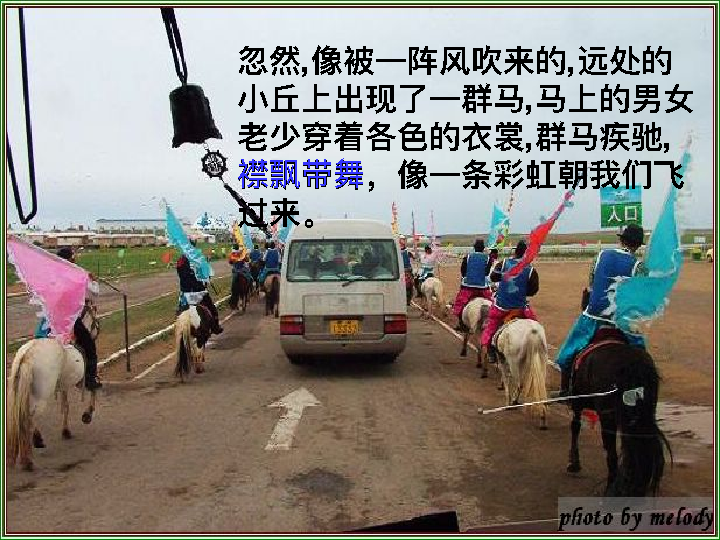 忽然,像被一阵风吹来的,远处的
小丘上出现了一群马,马上的男女
老少穿着各色的衣裳,群马疾驰,
襟飘带舞，像一条彩虹朝我们飞
过来。
入口
photo by melody